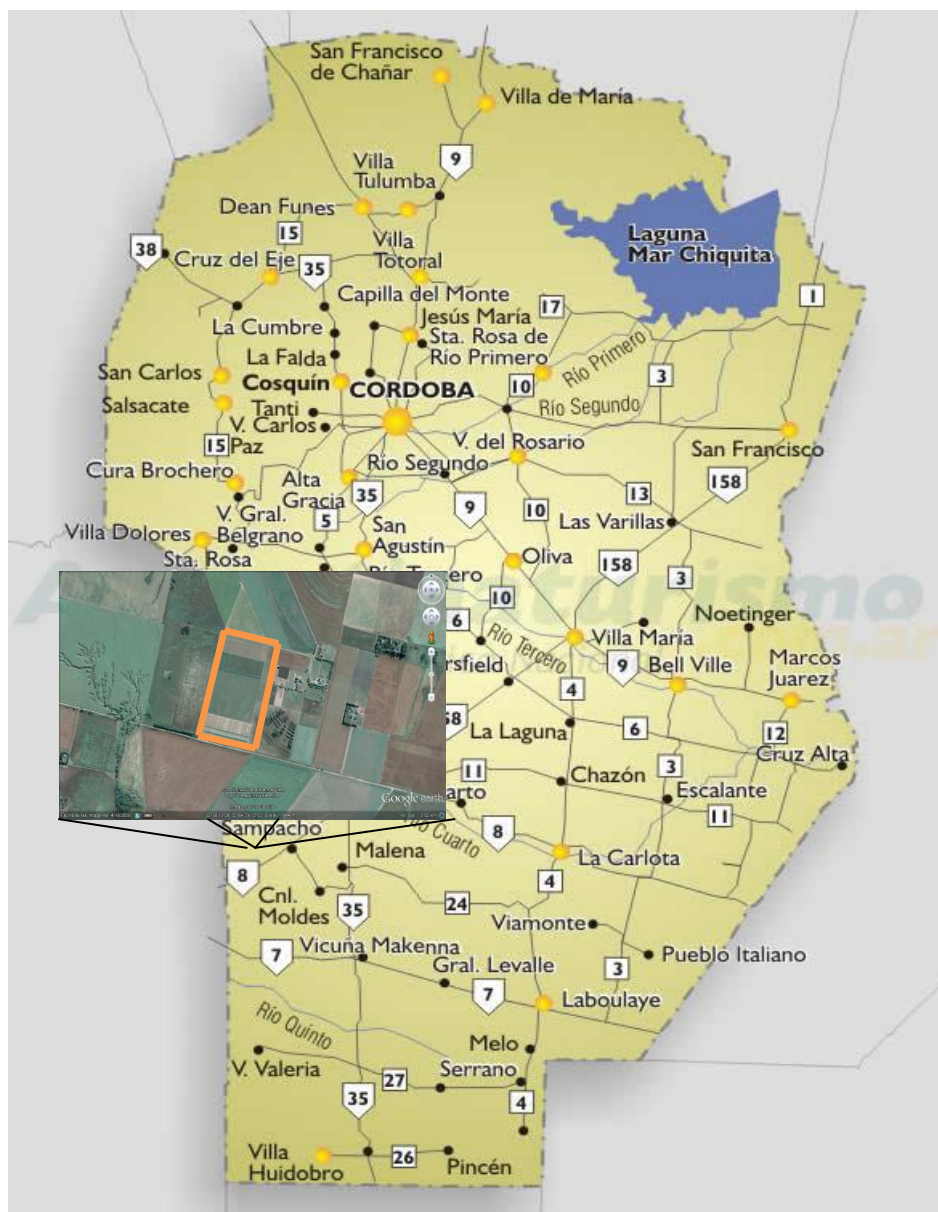 San Francisco
de Chañar
Villa de María
9
Villa
Tulumba
Dean Funes
15
Villa
Totoral
Laguna
Mar Chiquita
38
Cruz del Eje
35
1
Capilla del Monte
17
La Cumbre
Jesús María
Sta. Rosa de
Río Primero
Río Primero
La Falda
San Carlos
Cosquín
CORDOBA
10
3
Salsacate
Tanti
Río Segundo
V. Carlos
Paz
15
V. del Rosario
San Francisco
Cura Brochero
Alta
Gracia
Río Segundo
35
158
9
13
10
V. Gral.
Belgrano
5
Las Varillas
Villa Dolores
San
Agustín
Sta. Rosa
Oliva
158
3
10
Noetinger
6
Río Tercero
Villa María
9
Bell Ville
Marcos
Juarez
rsfield
4
La Laguna
6
12
Cruz Alta
11
Chazón
3
Escalante
11
Google earth
arto
Cuarto
8
Sampacho
Malena
La Carlota
8
4
Cnl.
Moldes
35
24
Viamonte
7
Vicuña Makenna
Pueblo Italiano
Gral. Levalle
3
7
Laboulaye
Río Quinto
Melo
V. Valeria
27
Serrano
35
4
Villa
Huidobro
26
Pincén